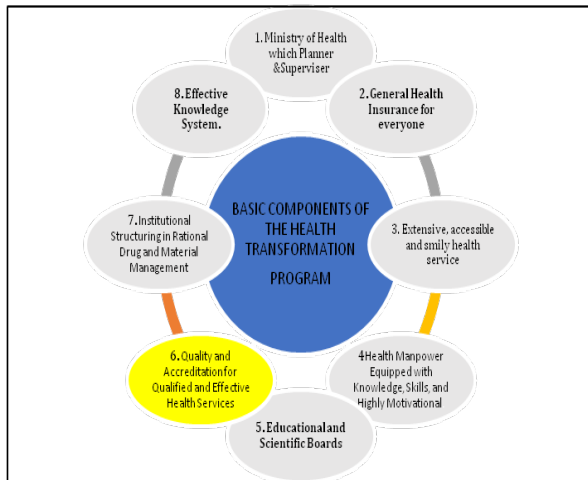 1. Ministry of Health
which Planner
&Superviser
2. General Health
Insurance for
everyone
3. Extensive, accessible
and smily health
service
4Health Manpower
Equipped with
Knowledge, Skills, and
Highly Motivational
5. Educational and
Scientific Boards
6. Quality and
Accreditation for
Qualified and Effective
Health Services
7. Institutional
Structuring in Rational
Drug and Material
Management
8. Effective
Knowledge
System.
BASIC COMPONENTS OF
THE HEALTH
TRANSFORMATION
PROGRAM